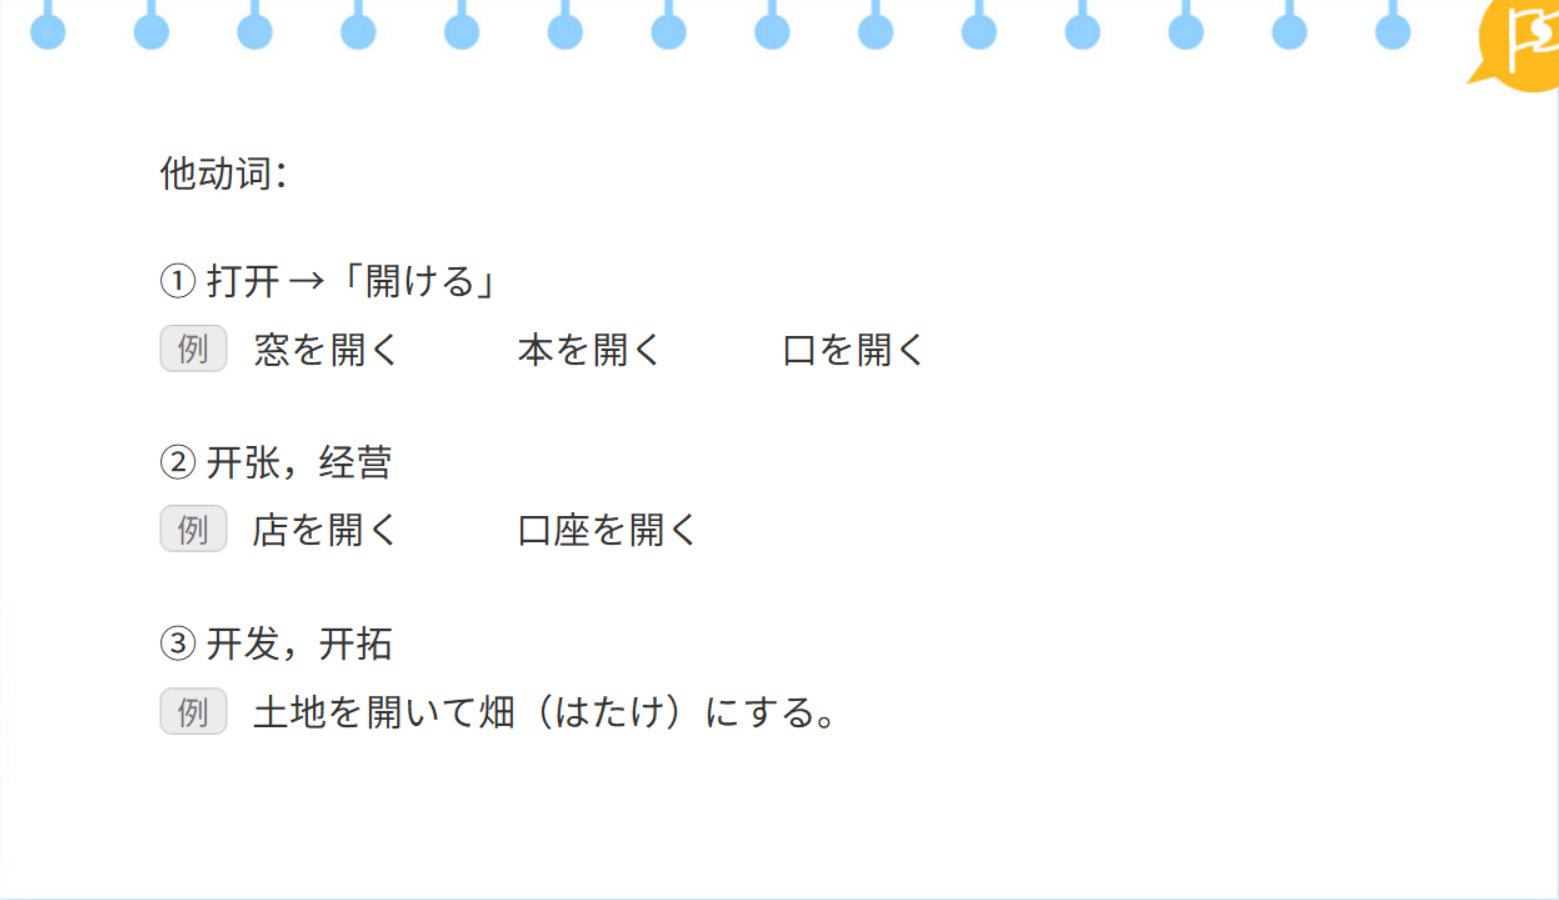 他动词：
① 打开 →「開ける」
例 窓を開く 本を開く 口を開く
② 开张，经营
例 店を開く 口座を開く
③ 开发，开拓
例 土地を開いて畑（はたけ）にする。